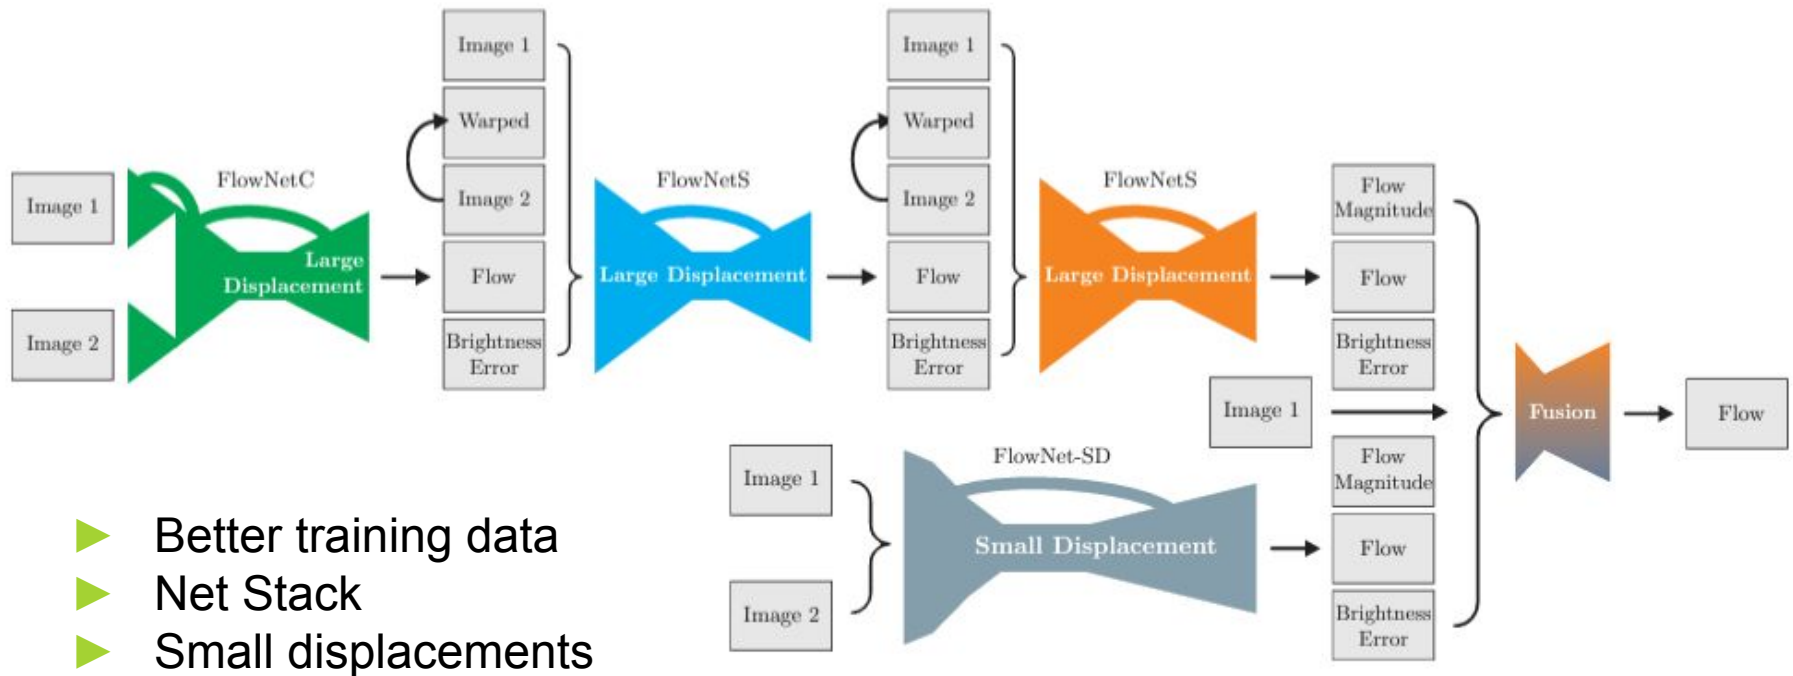 Image 1
Image 2
FlowNetC
Large
Displacement
Image 1
Warped
Image 2
Flow
Brightness
Error
FlowNetS
Large Displacement
Image 1
Warped
Image 2
Flow
Brightness
Error
FlowNetS
Large Displacement
Flow
Magnitude
Flow
Brightness
Error
Image 1
Image 1
Image 2
FlowNet-SD
Small Displacement
Flow
Magnitude
Flow
Brightness
Error
Fusion
Flow
Better training data
Net Stack
Small displacements